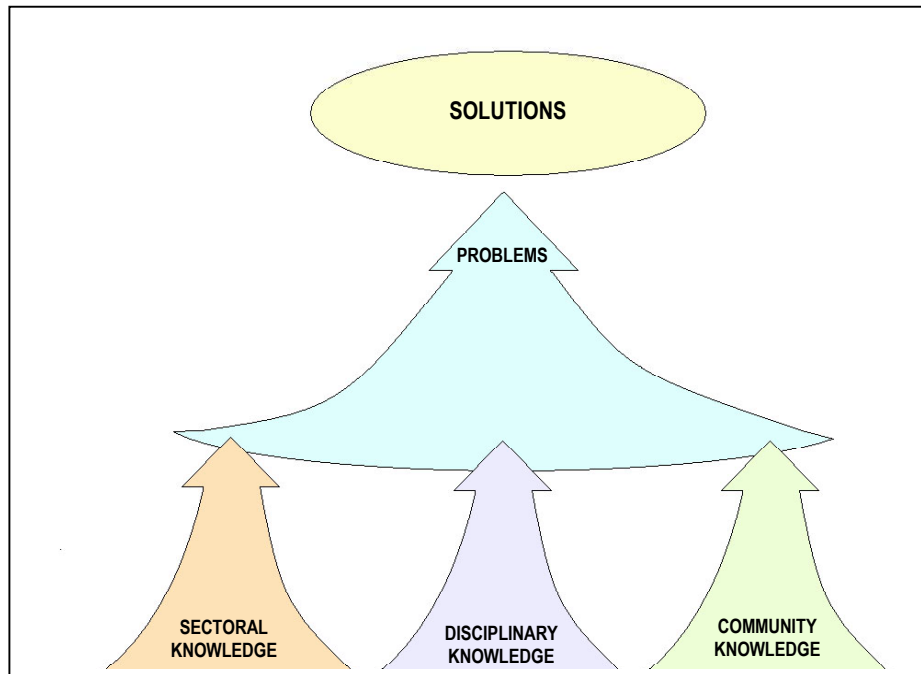 SOLUTIONS
PROBLEMS
SECTORAL
KNOWLEDGE
DISCIPLINARY
KNOWLEDGE
COMMUNITY
KNOWLEDGE